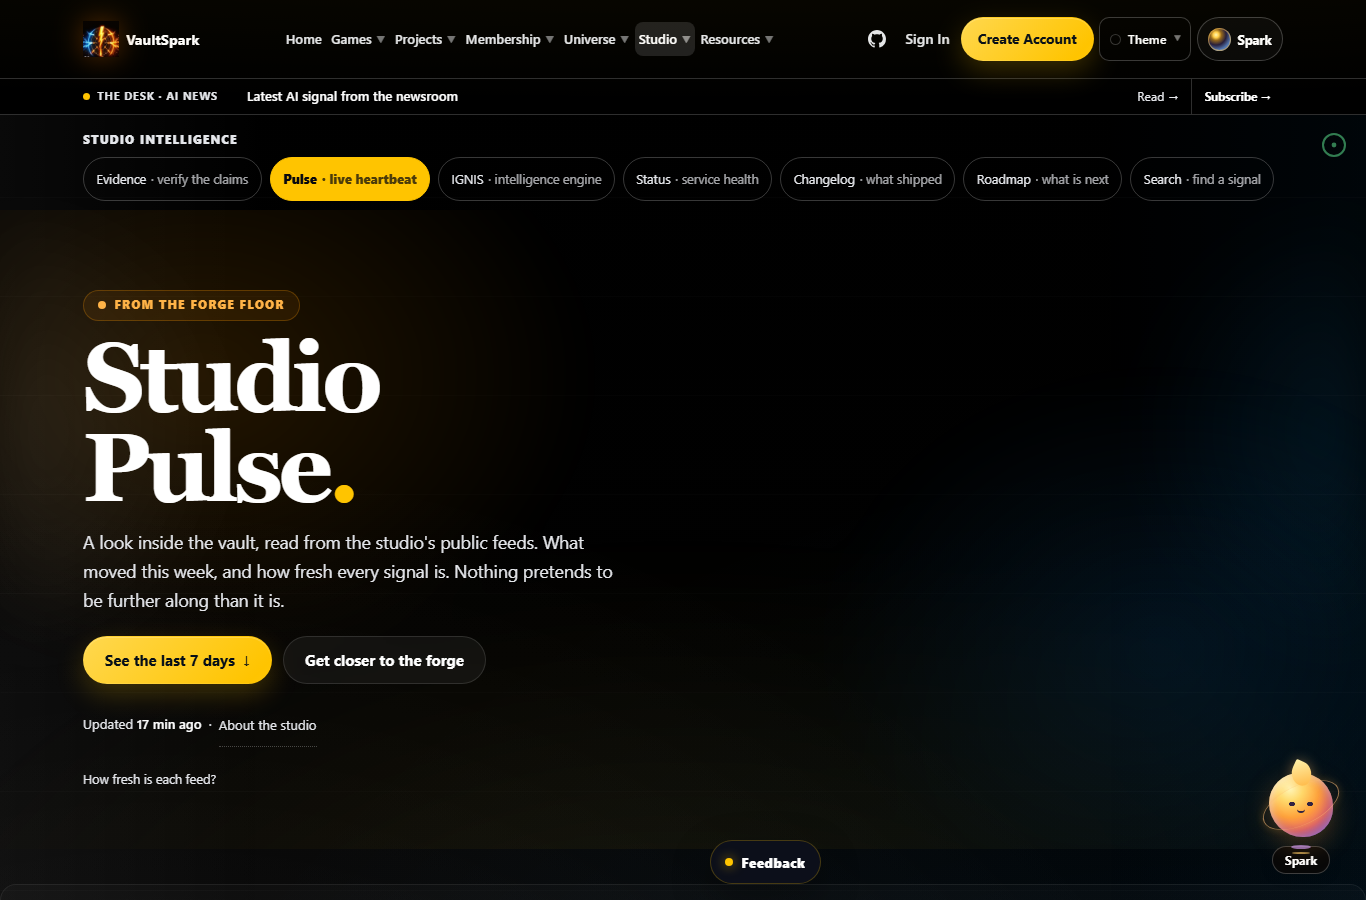 VaultSpark
Home Games Projects Membership Universe Studio Resources
Sign In
Create Account
Theme
Spark
THE DESK · AI NEWS
Latest AI signal from the newsroom
Read →
Subscribe →
STUDIO INTELLIGENCE
Evidence · verify the claims
Pulse · live heartbeat
IGNIS · intelligence engine
Status · service health
Changelog · what shipped
Roadmap · what is next
Search · find a signal
FROM THE FORGE FLOOR
Studio
Pulse.
A look inside the vault, read from the studio's public feeds. What
moved this week, and how fresh every signal is. Nothing pretends to
be further along than it is.
See the last 7 days ↓
Get closer to the forge
Updated 17 min ago · About the studio
How fresh is each feed?
Feedback
Spark